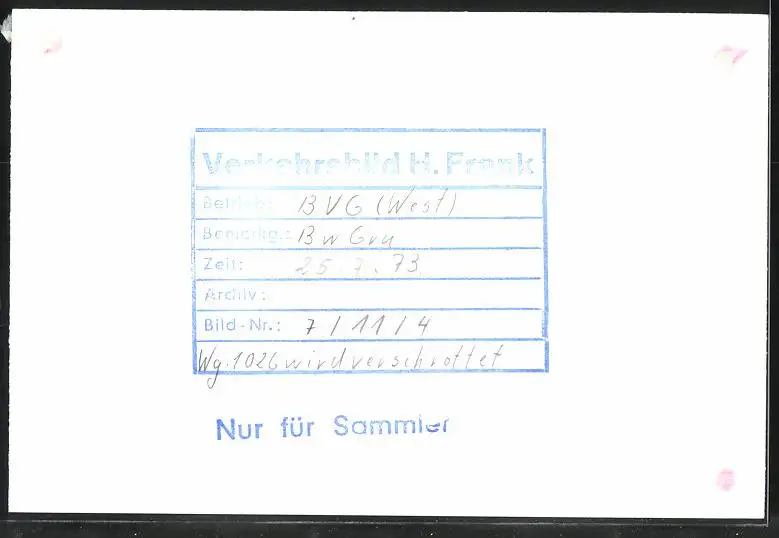 Verkehrsbild H. Frank
Betrieb: BVG (West)
Bemerkg.: Bw Gru
Zeit: 25.7.73
Archiv:
Bild-Nr.: 7/11/4
Wg. 1026 wird verschrottet
Nur für Sammler